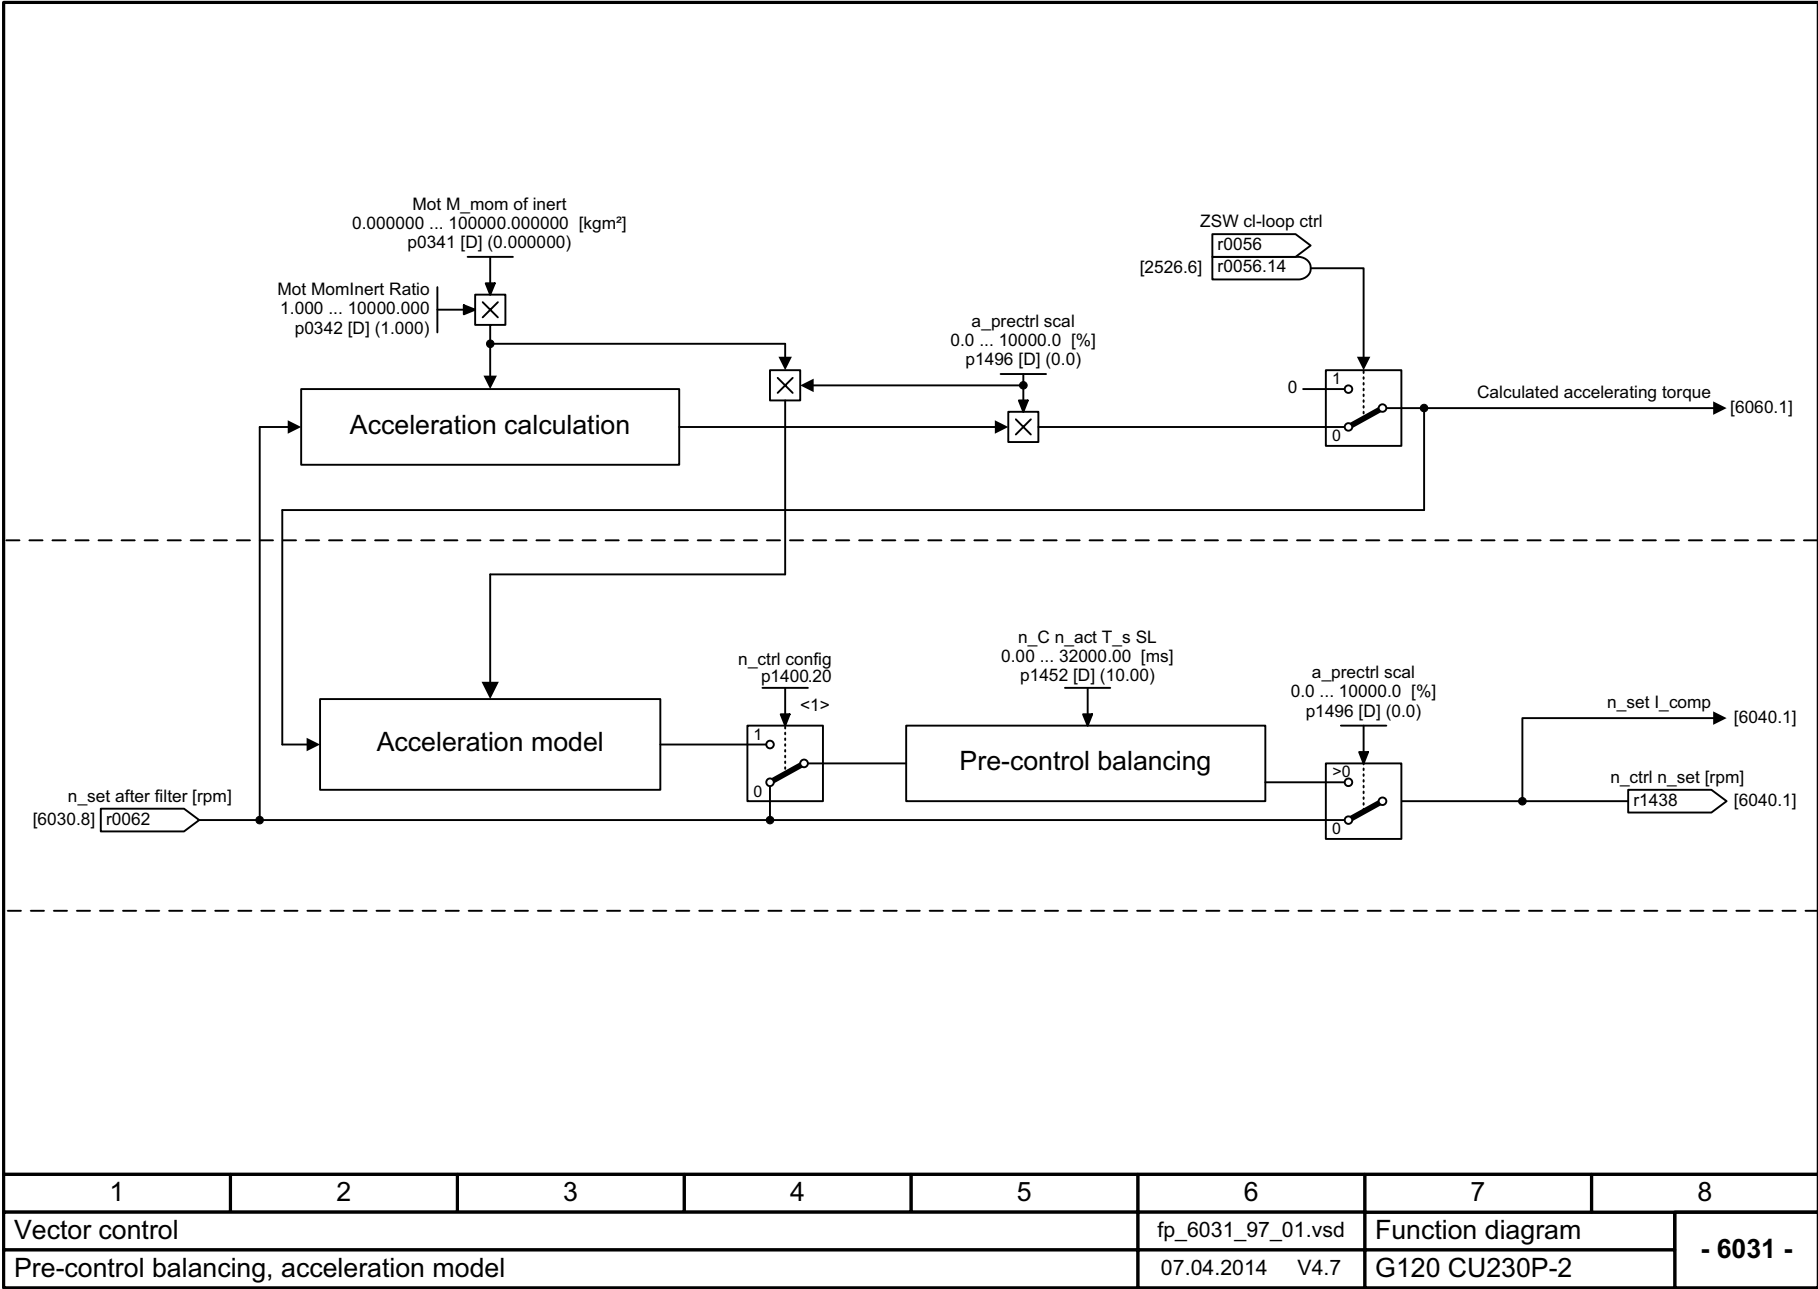 Mot M_mom of inert
0.000000 ... 100000.000000 [kgm²]
p0341 [D] (0.000000)
Mot MomInert Ratio
1.000 ... 10000.000
p0342 [D] (1.000)
ZSW cl-loop ctrl
r0056
[2526.6] r0056.14
a_prectrl scal
0.0 ... 10000.0 [%]
p1496 [D] (0.0)
Acceleration calculation
0
1
0
Calculated accelerating torque
[6060.1]
n_ctrl config
p1400.20
<1>
n_C n_act T_s SL
0.00 ... 32000.00 [ms]
p1452 [D] (10.00)
a_prectrl scal
0.0 ... 10000.0 [%]
p1496 [D] (0.0)
Acceleration model
1
0
Pre-control balancing
>0
0
n_set I_comp
[6040.1]
n_ctrl n_set [rpm]
r1438 [6040.1]
n_set after filter [rpm]
[6030.8] r0062
1 2 3 4 5 6 7 8
Vector control
fp_6031_97_01.vsd
Function diagram
- 6031 -
Pre-control balancing, acceleration model
07.04.2014 V4.7
G120 CU230P-2